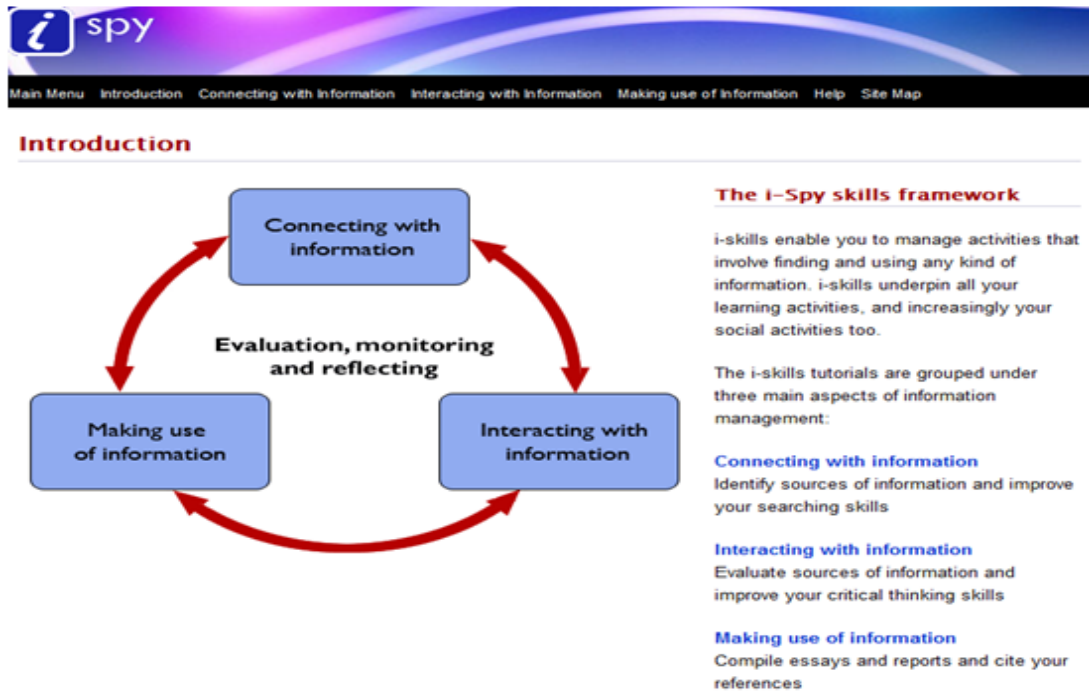 i spy
Main Menu Introduction Connecting with Information Interacting with Information Making use of Information Help Site Map
Introduction
Connecting with
information
Evaluation, monitoring
and reflecting
Making use
of information
Interacting with
information
The i-Spy skills framework
i-skills enable you to manage activities that
involve finding and using any kind of
information. i-skills underpin all your
learning activities, and increasingly your
social activities too.
The i-skills tutorials are grouped under
three main aspects of information
management:
Connecting with information
Identify sources of information and improve
your searching skills
Interacting with information
Evaluate sources of information and
improve your critical thinking skills
Making use of information
Compile essays and reports and cite your
references